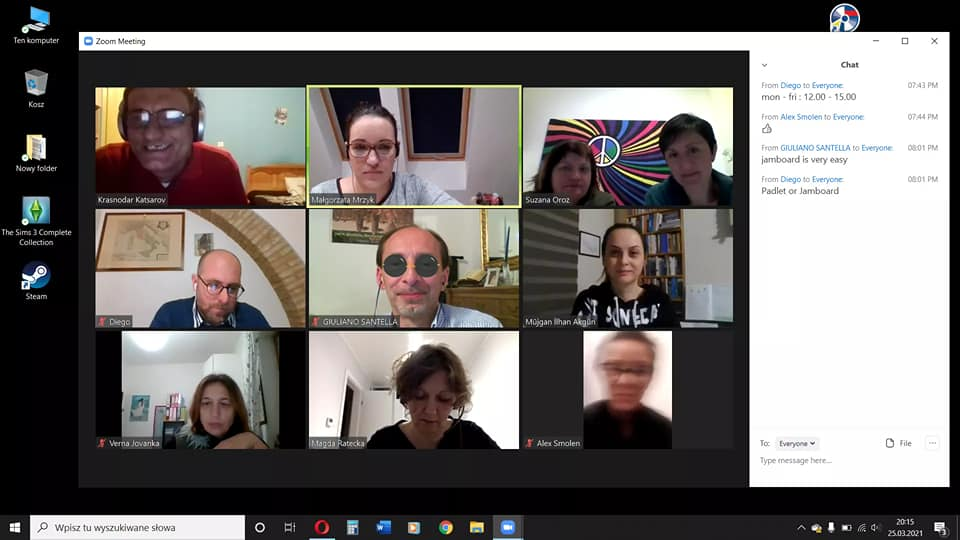 Ten komputer
Kosz
Nowy folder
The Sims 3 Complete
Collection
Steam
Zoom Meeting
Krasnodar Katsarov
Małgorzata Mrzyk
Suzana Oroz
Diego
GIULIANO SANTELLA
Müjgan İlhan Akgün
Verna Jovanka
Magda Ratecka
Alex Smolen
Chat
From Diego to Everyone: 07:43 PM
mon - fri : 12.00 - 15.00
From Alex Smolen to Everyone: 07:44 PM
From GIULIANO SANTELLA to Everyone: 08:01 PM
jamboard is very easy
From Diego to Everyone: 08:01 PM
Padlet or Jamboard
To: Everyone File
Type message here...
Wpisz tu wyszukiwane słowa
20:15
25.03.2021
3